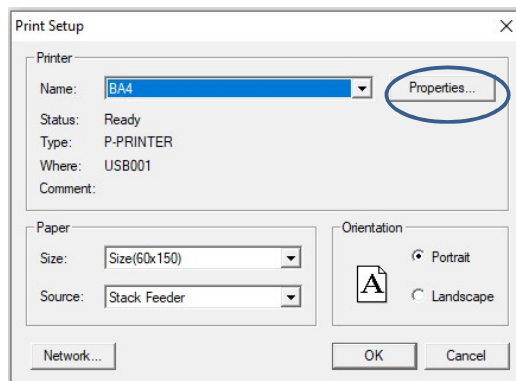 Print Setup
Printer
Name: BA4 Properties...
Status: Ready
Type: P-PRINTER
Where: USB001
Comment:
Paper
Size: Size(60x150)
Source: Stack Feeder
Orientation
A
Portrait
Landscape
Network... OK Cancel